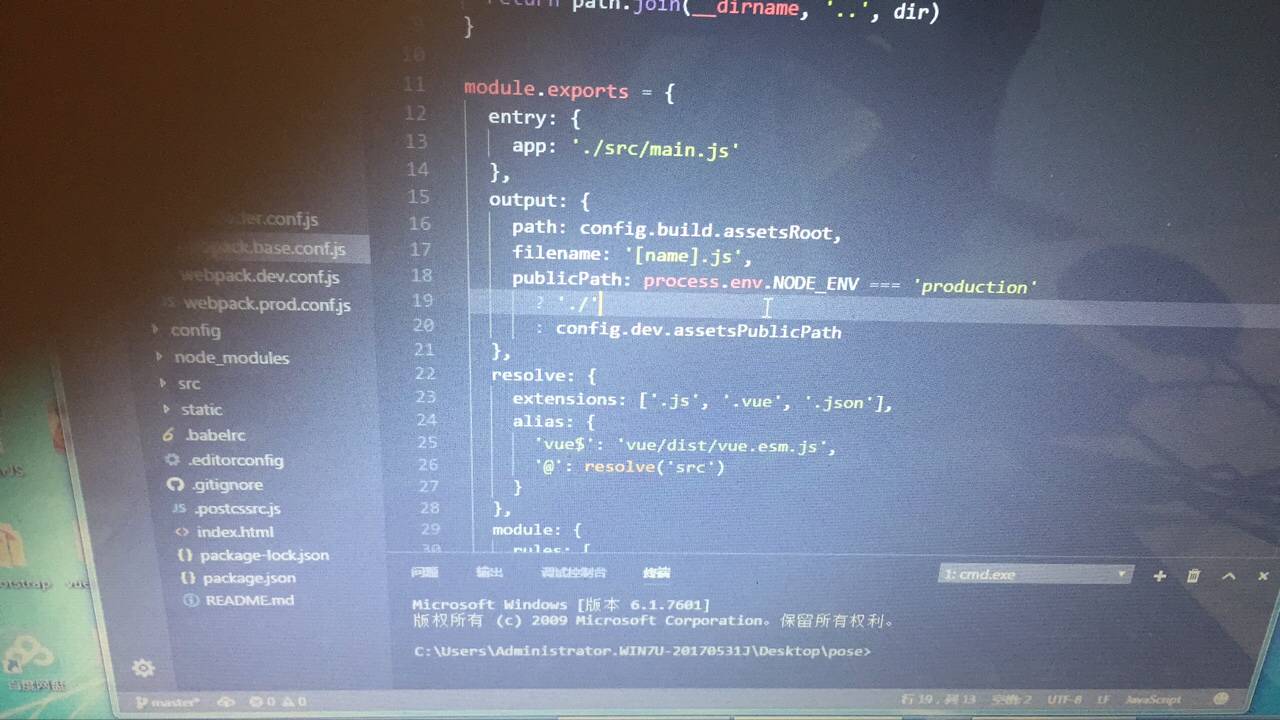 return path.join(__dirname, '..', dir)
}
10
11 module.exports = {
12 entry: {
13 app: './src/main.js'
14 },
15 output: {
16 path: config.build.assetsRoot,
17 filename: '[name].js',
18 publicPath: process.env.NODE_ENV === 'production'
19 ? './'
20 : config.dev.assetsPublicPath
21 },
22 resolve: {
23 extensions: ['.js', '.vue', '.json'],
24 alias: {
25 'vue$': 'vue/dist/vue.esm.js',
26 '@': resolve('src')
27 }
28 },
29 module: {
30 rules: [
der.conf.js
pack.base.conf.js
webpack.dev.conf.js
JS webpack.prod.conf.js
config
node_modules
src
static
.babelrc
.editorconfig
.gitignore
JS .postcssrc.js
<> index.html
{} package-lock.json
{} package.json
README.md
问题 输出 调试控制台 终端
1: cmd.exe
Microsoft Windows [版本 6.1.7601]
版权所有 (c) 2009 Microsoft Corporation。保留所有权利。
C:\Users\Administrator.WIN7U-20170531J\Desktop\pose>
master* 0 0
行 19，列 13 空格: 2 UTF-8 LF JavaScript
百度网盘